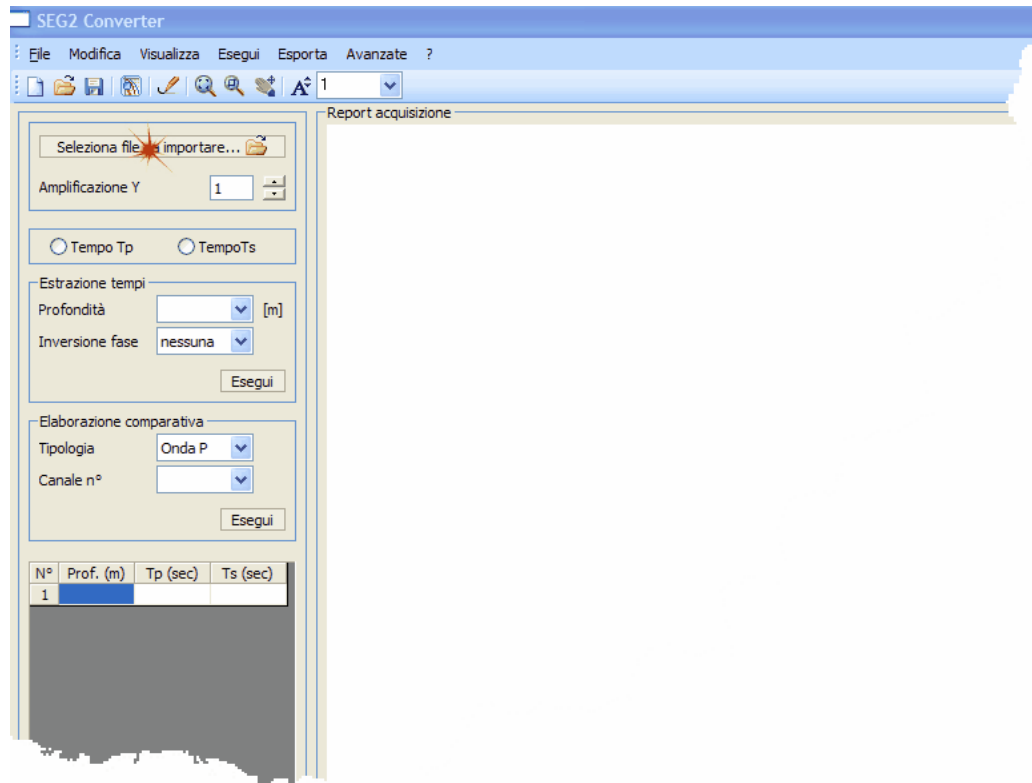 SEG2 Converter
File Modifica Visualizza Esegui Esporta Avanzate ?
1
Report acquisizione
Seleziona file importare...
Amplificazione Y 1
Tempo Tp TempoTs
Estrazione tempi
Profondità [m]
Inversione fase nessuna
Esegui
Elaborazione comparativa
Tipologia Onda P
Canale n°
Esegui
N° Prof. (m) Tp (sec) Ts (sec)
1